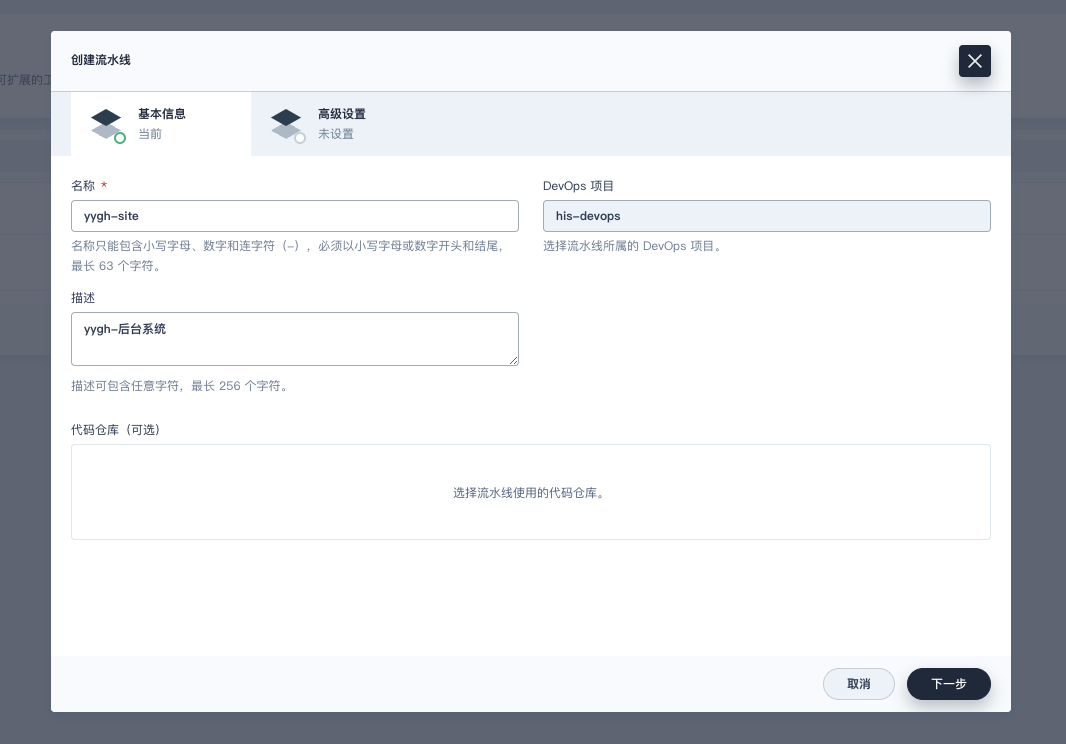 创建流水线
可扩展的工
基本信息
当前
高级设置
未设置
名称 *
DevOps 项目
yygh-site
his-devops
名称只能包含小写字母、数字和连字符（-），必须以小写字母或数字开头和结尾，
最长 63 个字符。
选择流水线所属的 DevOps 项目。
描述
yygh-后台系统
描述可包含任意字符，最长 256 个字符。
代码仓库（可选）
选择流水线使用的代码仓库。
取消
下一步